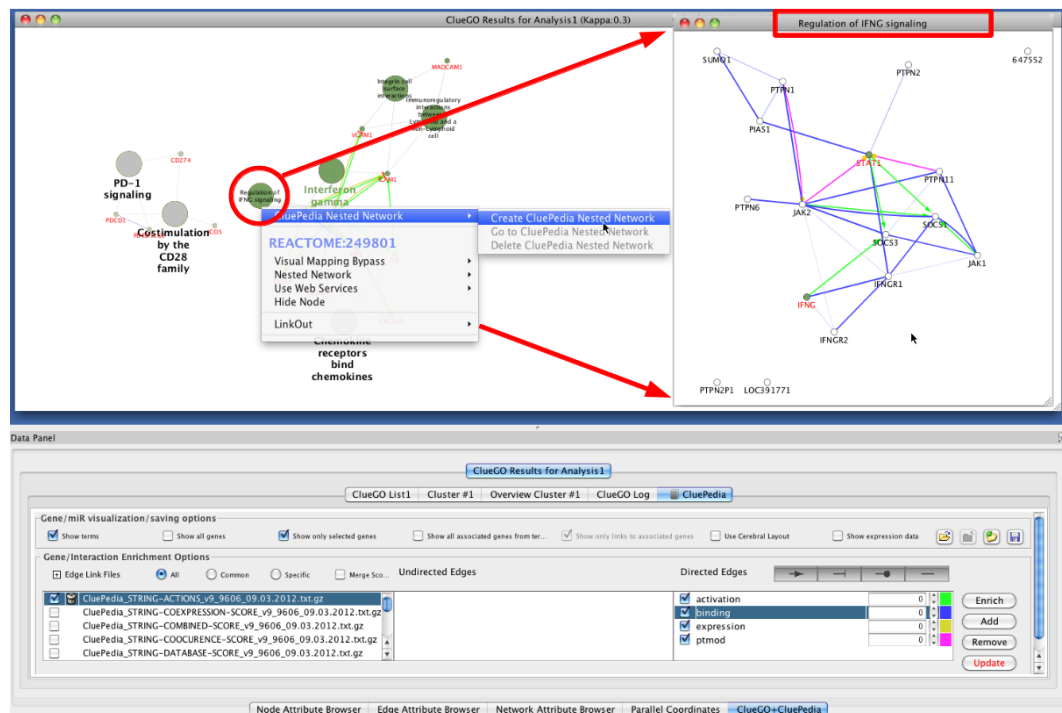 ClueGO Results for Analysis1 (Kappa:0.3)
Regulation of IFNG signaling
MADCAM1
Integrin cell
surface
interactions
Immunoregulatory
interactions
between a
Lymphoid and a
non-Lymphoid
cell
VCAM1
ICAM1
CD274
PD-1
signaling
Regulation of
IFNG signaling
Interferon
gamma
PDCD1
ICOS
Costimulation
by the
CD28
family
Chemokine
receptors
bind
chemokines
CluePedia Nested Network
REACTOME:249801
Visual Mapping Bypass
Nested Network
Use Web Services
Hide Node
LinkOut
Create CluePedia Nested Network
Go to CluePedia Nested Network
Delete CluePedia Nested Network
SUMO1
PTPN2
647552
PTPN1
PIAS1
STAT1
PTPN11
PTPN6
JAK2
SOCS1
SOCS3
JAK1
IFNGR1
IFNG
IFNGR2
PTPN2P1
LOC391771
Data Panel
ClueGO Results for Analysis1
ClueGO List1 Cluster #1 Overview Cluster #1 ClueGO Log CluePedia
Gene/miR visualization/saving options
Show terms Show all genes Show only selected genes Show all associated genes from ter... Show only links to associated genes Use Cerebral Layout Show expression data
Gene/Interaction Enrichment Options
Edge Link Files All Common Specific Merge Sco... Undirected Edges Directed Edges
CluePedia_STRING-ACTIONS_v9_9606_09.03.2012.txt.gz
CluePedia_STRING-COEXPRESSION-SCORE_v9_9606_09.03.2012.txt.gz
CluePedia_STRING-COMBINED-SCORE_v9_9606_09.03.2012.txt.gz
CluePedia_STRING-COOCURENCE-SCORE_v9_9606_09.03.2012.txt.gz
CluePedia_STRING-DATABASE-SCORE_v9_9606_09.03.2012.txt.gz
activation 0
binding 0
expression 0
ptmod 0
Enrich
Add
Remove
Update
Node Attribute Browser Edge Attribute Browser Network Attribute Browser Parallel Coordinates ClueGO+CluePedia